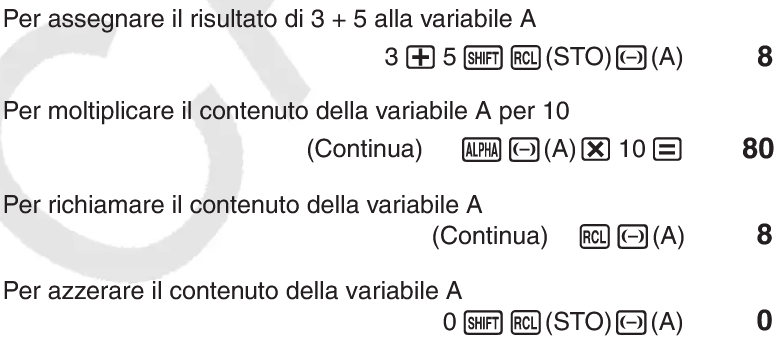 Per assegnare il risultato di 3 + 5 alla variabile A
3 + 5 SHIFT RCL (STO) (−) (A) 8
Per moltiplicare il contenuto della variabile A per 10
(Continua) ALPHA (−) (A) × 10 = 80
Per richiamare il contenuto della variabile A
(Continua) RCL (−) (A) 8
Per azzerare il contenuto della variabile A
0 SHIFT RCL (STO) (−) (A) 0